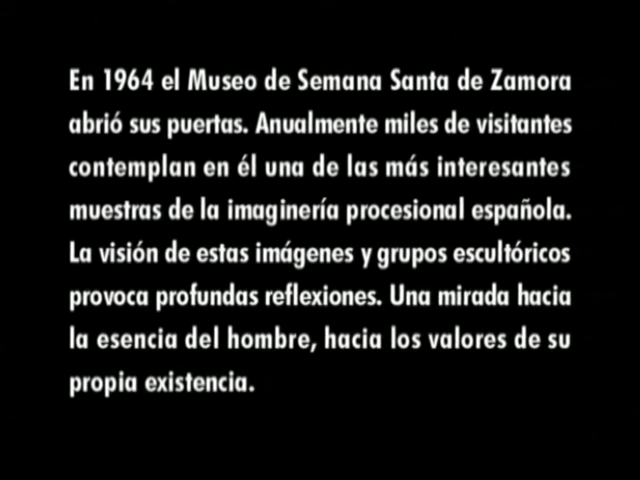 En 1964 el Museo de Semana Santa de Zamora
abrió sus puertas. Anualmente miles de visitantes
contemplan en él una de las más interesantes
muestras de la imaginería procesional española.
La visión de estas imágenes y grupos escultóricos
provoca profundas reflexiones. Una mirada hacia
la esencia del hombre, hacia los valores de su
propia existencia.